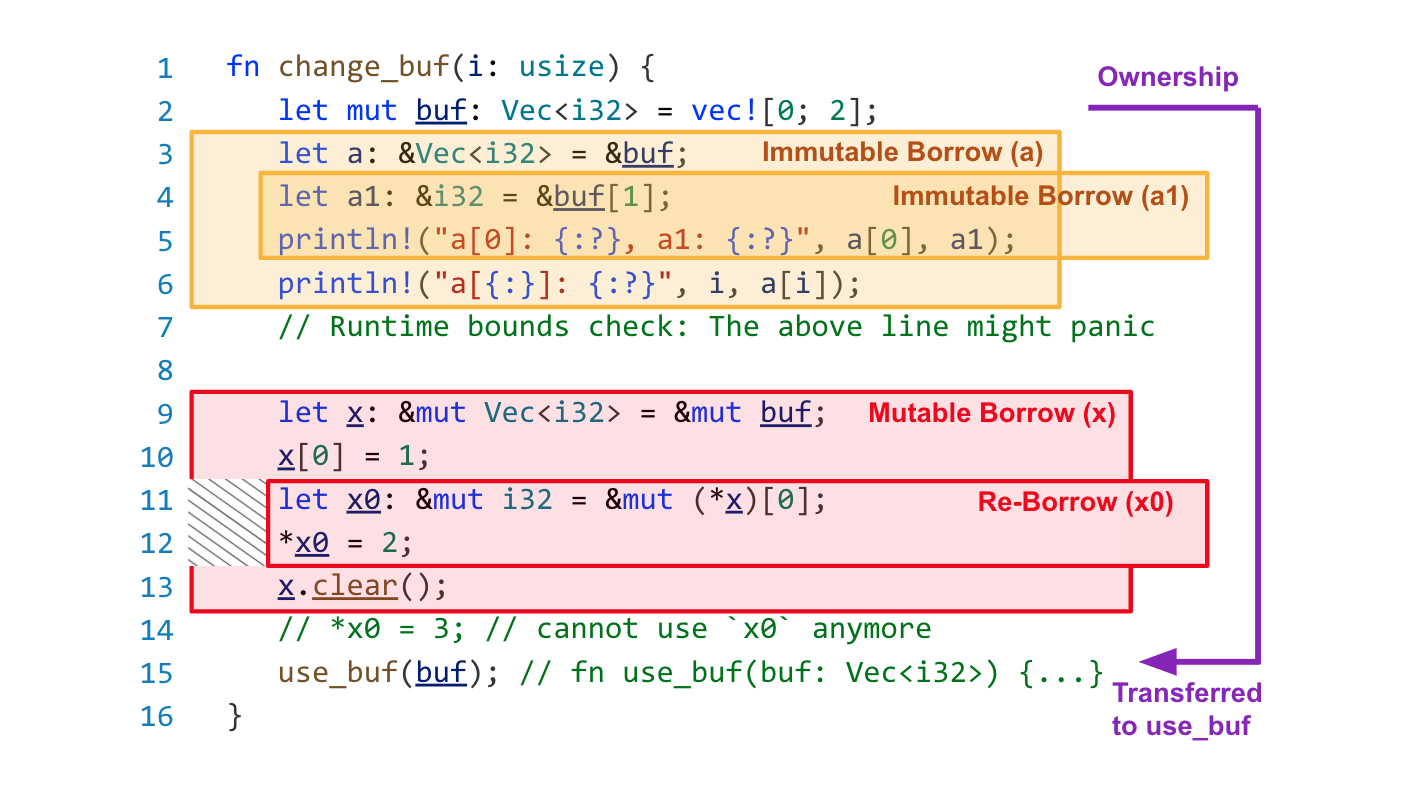 1 fn change_buf(i: usize) {
Ownership
2 let mut buf: Vec<i32> = vec![0; 2];
3 let a: &Vec<i32> = &buf; Immutable Borrow (a)
4 let a1: &i32 = &buf[1]; Immutable Borrow (a1)
5 println!("a[0]: {:?}, a1: {:?}", a[0], a1);
6 println!("a[{:}]: {:?}", i, a[i]);
7 // Runtime bounds check: The above line might panic
8
9 let x: &mut Vec<i32> = &mut buf; Mutable Borrow (x)
10 x[0] = 1;
11 let x0: &mut i32 = &mut (*x)[0]; Re-Borrow (x0)
12 *x0 = 2;
13 x.clear();
14 // *x0 = 3; // cannot use `x0` anymore
15 use_buf(buf); // fn use_buf(buf: Vec<i32>) {...}
Transferred
to use_buf
16 }